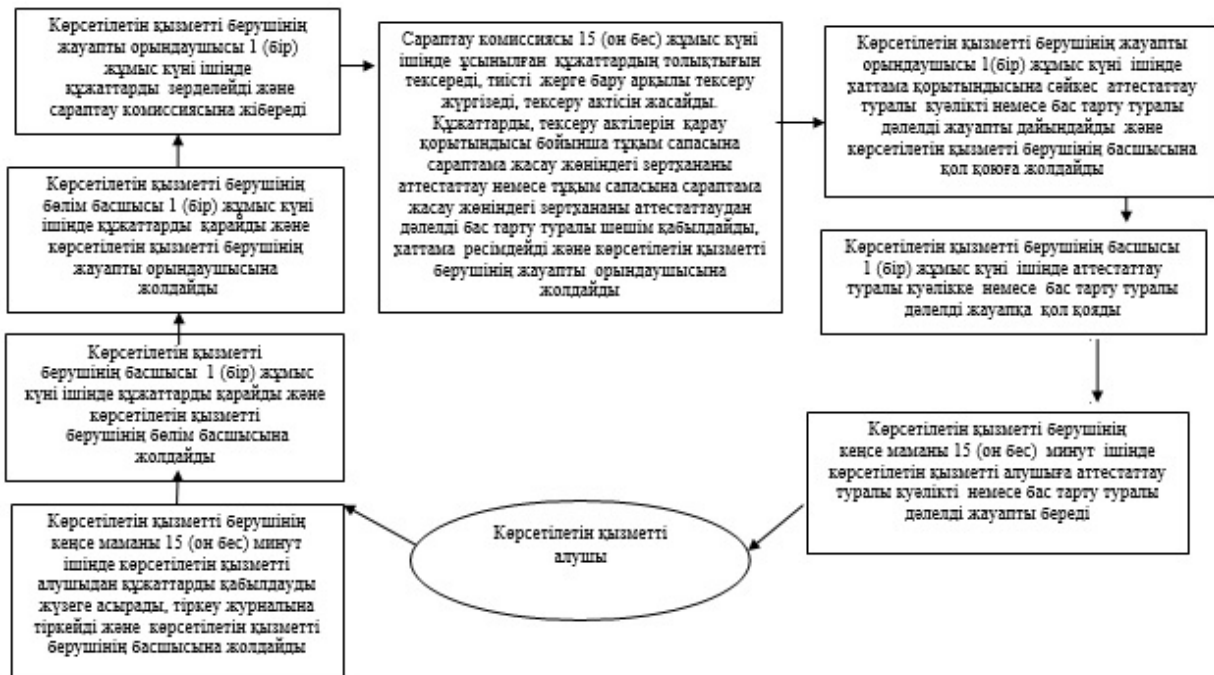 Көрсетілетін қызметті берушінің
жауапты орындаушысы 1 (бір)
жұмыс күні ішінде
құжаттарды зерделейді және
сараптау комиссиясына жібереді
Сараптау комиссиясы 15 (он бес) жұмыс күні
ішінде ұсынылған құжаттардың толықтығын
тексереді, тиісті жерге бару арқылы тексеру
жүргізеді, тексеру актісін жасайды.
Құжаттарды, тексеру актілерін қарау
қорытындысы бойынша тұқым сапасына
сараптама жасау жөніндегі зертхананы
аттестаттау немесе тұқым сапасына сараптама
жасау жөніндегі зертхананы аттестаттаудан
дәлелді бас тарту туралы шешім қабылдайды,
хаттама ресімдейді және көрсетілетін қызметті
берушінің жауапты орындаушысына
жолдайды
Көрсетілетін қызметті берушінің жауапты
орындаушысы 1(бір) жұмыс күні ішінде
хаттама қорытындысына сәйкес аттестаттау
туралы куәлікті немесе бас тарту туралы
дәлелді жауапты дайындайды және
көрсетілетін қызметті берушінің басшысына
қол қоюға жолдайды
Көрсетілетін қызметті берушінің
бөлім басшысы 1 (бір) жұмыс күні
ішінде құжаттарды қарайды және
көрсетілетін қызметті берушінің
жауапты орындаушысына
жолдайды
Көрсетілетін қызметті берушінің басшысы
1 (бір) жұмыс күні ішінде аттестаттау
туралы куәлікке немесе бас тарту туралы
дәлелді жауапқа қол қояды
Көрсетілетін қызметті
берушінің басшысы 1 (бір) жұмыс
күні ішінде құжаттарды қарайды және
көрсетілетін қызметті
берушінің бөлім басшысына
жолдайды
Көрсетілетін қызметті берушінің
кеңсе маманы 15 (он бес) минут ішінде
көрсетілетін қызметті алушыға аттестаттау
туралы куәлікті немесе бас тарту туралы
дәлелді жауапты береді
Көрсетілетін қызметті берушінің
кеңсе маманы 15 (он бес) минут
ішінде көрсетілетін қызметті
алушыдан құжаттарды қабылдауды
жүзеге асырады, тіркеу журналына
тіркейді және көрсетілетін қызметті
берушінің басшысына жолдайды
Көрсетілетін қызметті
алушы